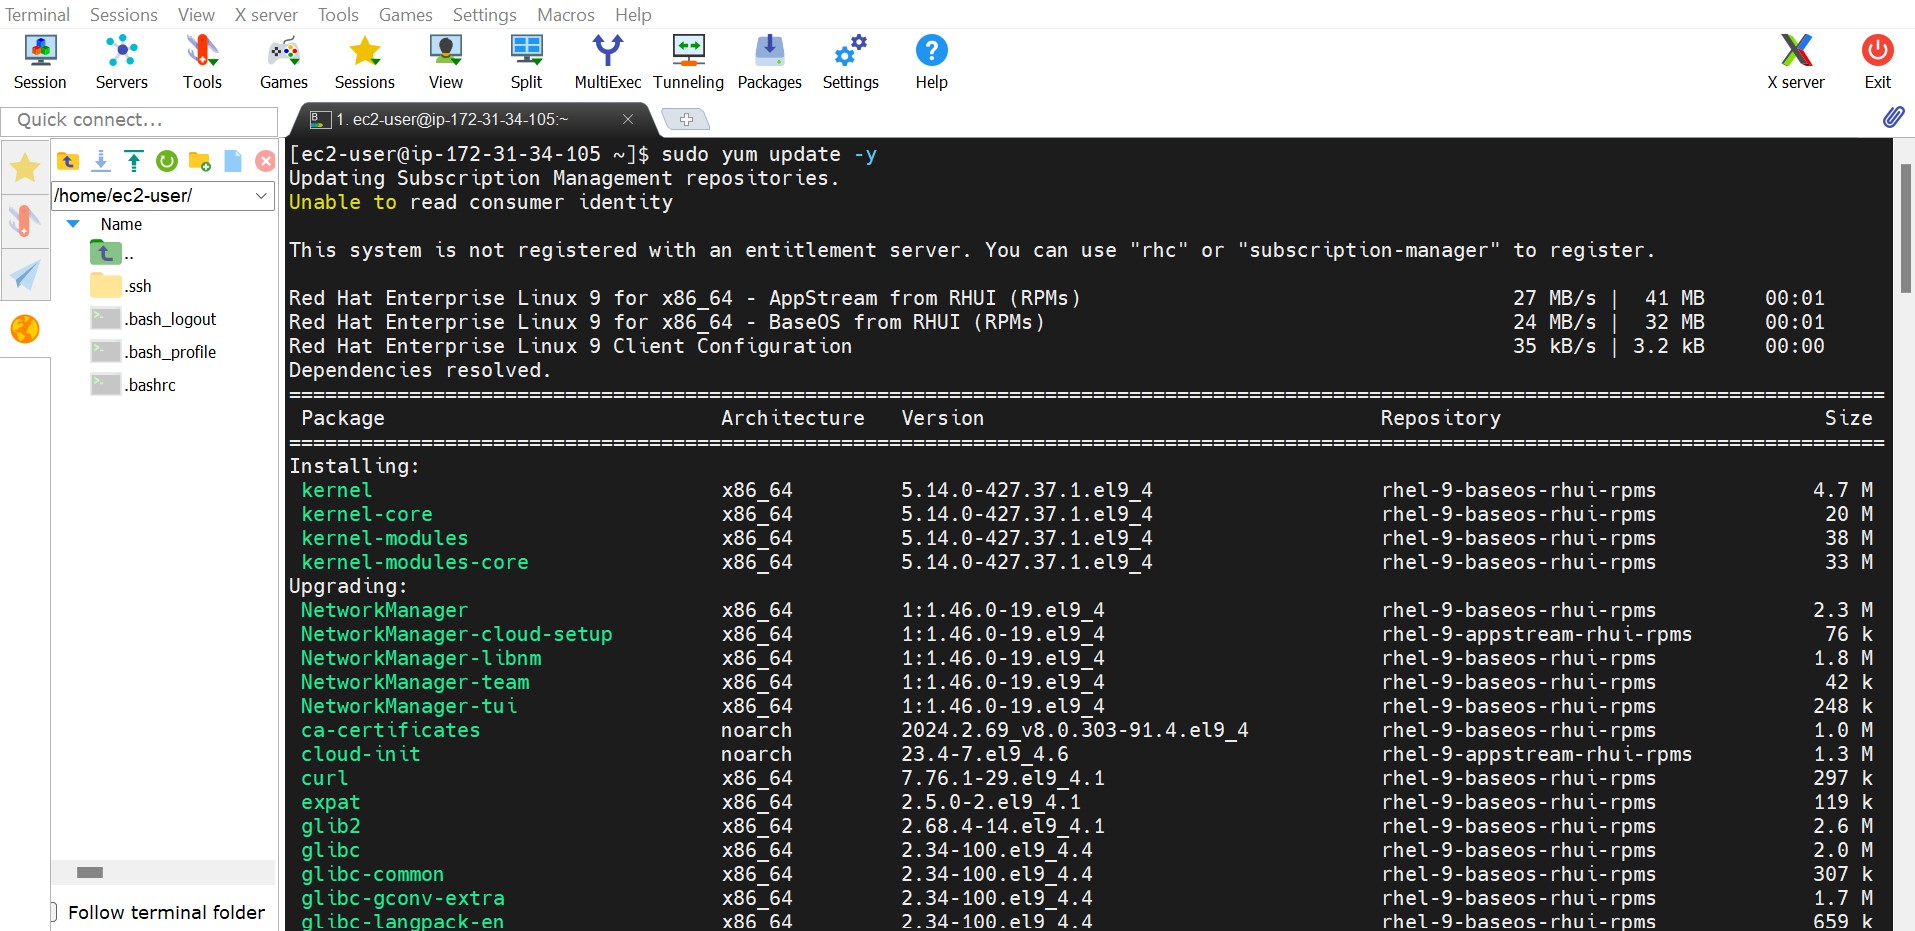 Terminal Sessions View X server Tools Games Settings Macros Help
Session Servers Tools Games Sessions View Split MultiExec Tunneling Packages Settings Help X server Exit
Quick connect...
1. ec2-user@ip-172-31-34-105:~
/home/ec2-user/
Name
..
.ssh
.bash_logout
.bash_profile
.bashrc
Follow terminal folder
[ec2-user@ip-172-31-34-105 ~]$ sudo yum update -y
Updating Subscription Management repositories.
Unable to read consumer identity
This system is not registered with an entitlement server. You can use "rhc" or "subscription-manager" to register.
Red Hat Enterprise Linux 9 for x86_64 - AppStream from RHUI (RPMs) 27 MB/s | 41 MB 00:01
Red Hat Enterprise Linux 9 for x86_64 - BaseOS from RHUI (RPMs) 24 MB/s | 32 MB 00:01
Red Hat Enterprise Linux 9 Client Configuration 35 kB/s | 3.2 kB 00:00
Dependencies resolved.
Package Architecture Version Repository Size
Installing:
kernel x86_64 5.14.0-427.37.1.el9_4 rhel-9-baseos-rhui-rpms 4.7 M
kernel-core x86_64 5.14.0-427.37.1.el9_4 rhel-9-baseos-rhui-rpms 20 M
kernel-modules x86_64 5.14.0-427.37.1.el9_4 rhel-9-baseos-rhui-rpms 38 M
kernel-modules-core x86_64 5.14.0-427.37.1.el9_4 rhel-9-baseos-rhui-rpms 33 M
Upgrading:
NetworkManager x86_64 1:1.46.0-19.el9_4 rhel-9-baseos-rhui-rpms 2.3 M
NetworkManager-cloud-setup x86_64 1:1.46.0-19.el9_4 rhel-9-appstream-rhui-rpms 76 k
NetworkManager-libnm x86_64 1:1.46.0-19.el9_4 rhel-9-baseos-rhui-rpms 1.8 M
NetworkManager-team x86_64 1:1.46.0-19.el9_4 rhel-9-baseos-rhui-rpms 42 k
NetworkManager-tui x86_64 1:1.46.0-19.el9_4 rhel-9-baseos-rhui-rpms 248 k
ca-certificates noarch 2024.2.69_v8.0.303-91.4.el9_4 rhel-9-baseos-rhui-rpms 1.0 M
cloud-init noarch 23.4-7.el9_4.6 rhel-9-appstream-rhui-rpms 1.3 M
curl x86_64 7.76.1-29.el9_4.1 rhel-9-baseos-rhui-rpms 297 k
expat x86_64 2.5.0-2.el9_4.1 rhel-9-baseos-rhui-rpms 119 k
glib2 x86_64 2.68.4-14.el9_4.1 rhel-9-baseos-rhui-rpms 2.6 M
glibc x86_64 2.34-100.el9_4.4 rhel-9-baseos-rhui-rpms 2.0 M
glibc-common x86_64 2.34-100.el9_4.4 rhel-9-baseos-rhui-rpms 307 k
glibc-gconv-extra x86_64 2.34-100.el9_4.4 rhel-9-baseos-rhui-rpms 1.7 M
glibc-langpack-en x86_64 2.34-100.el9_4.4 rhel-9-baseos-rhui-rpms 659 k